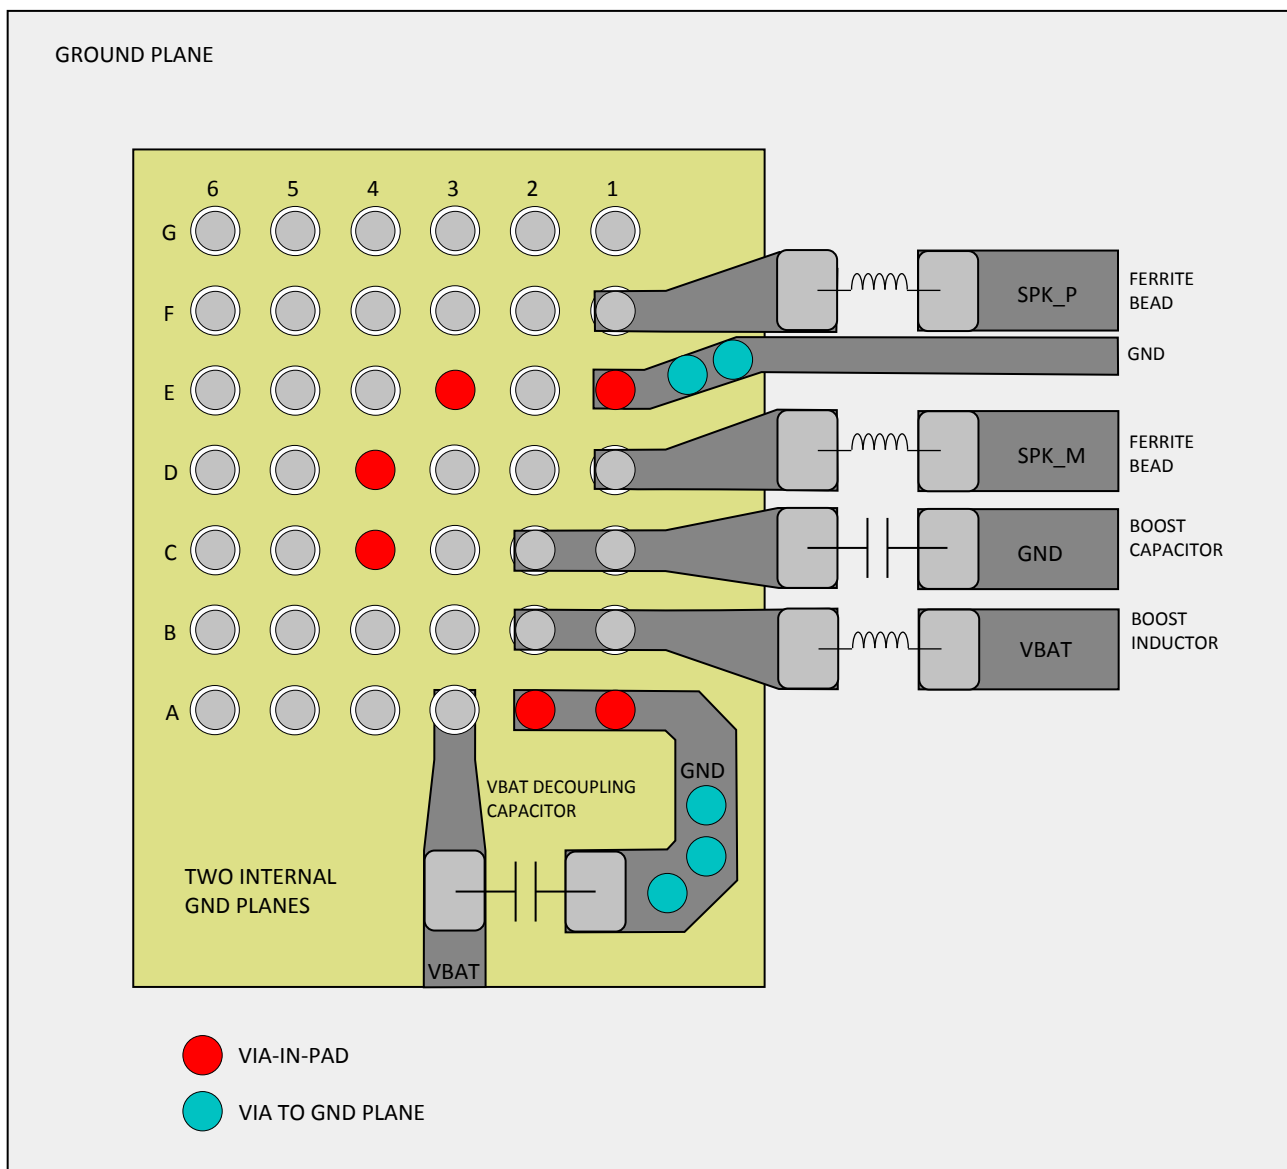 GROUND PLANE
6 5 4 3 2 1
G
F
SPK_P
FERRITE
BEAD
GND
E
D
SPK_M
FERRITE
BEAD
C
GND
BOOST
CAPACITOR
B
VBAT
BOOST
INDUCTOR
A
GND
VBAT DECOUPLING
CAPACITOR
TWO INTERNAL
GND PLANES
VBAT
VIA-IN-PAD
VIA TO GND PLANE